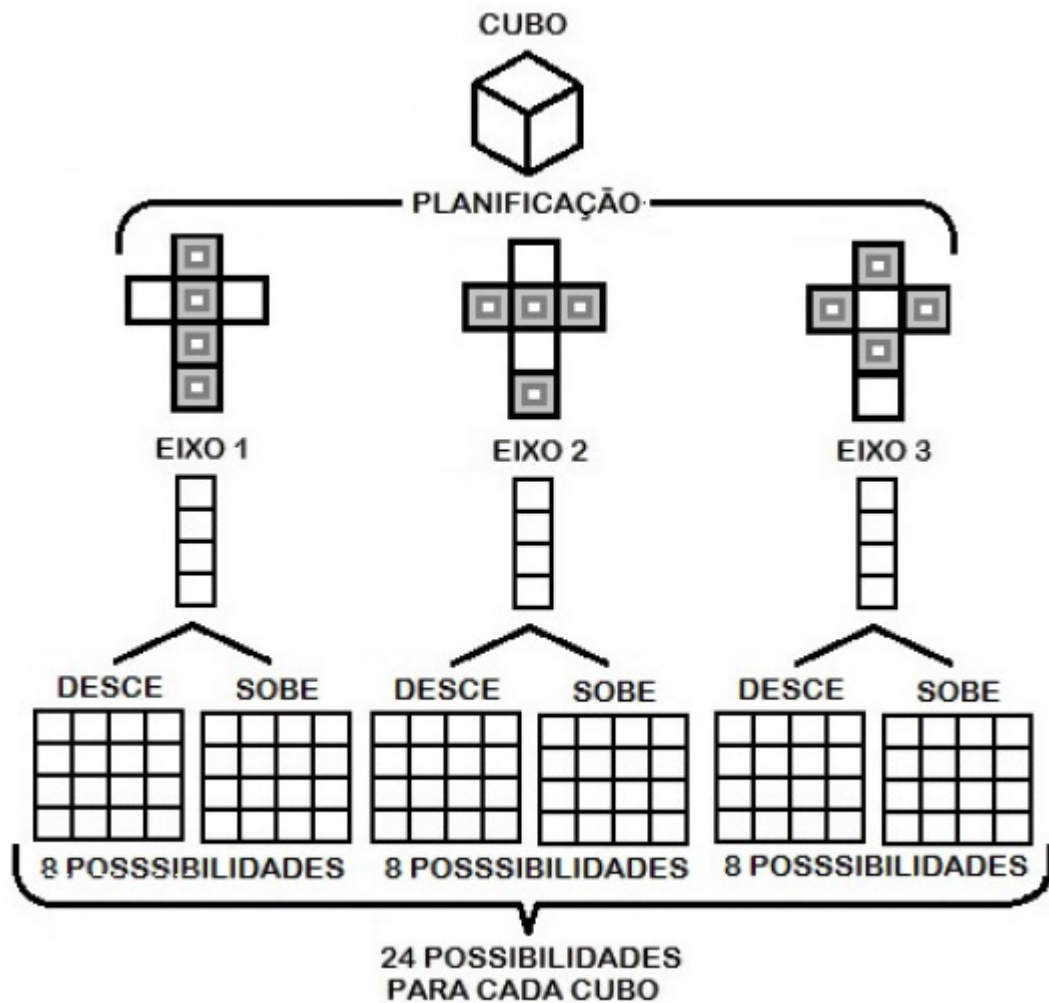 CUBO
PLANIFICAÇÃO
EIXO 1
EIXO 2
EIXO 3
DESCE
SOBE
DESCE
SOBE
DESCE
SOBE
8 POSSSIBILIDADES
8 POSSSIBILIDADES
8 POSSSIBILIDADES
24 POSSIBILIDADES
PARA CADA CUBO